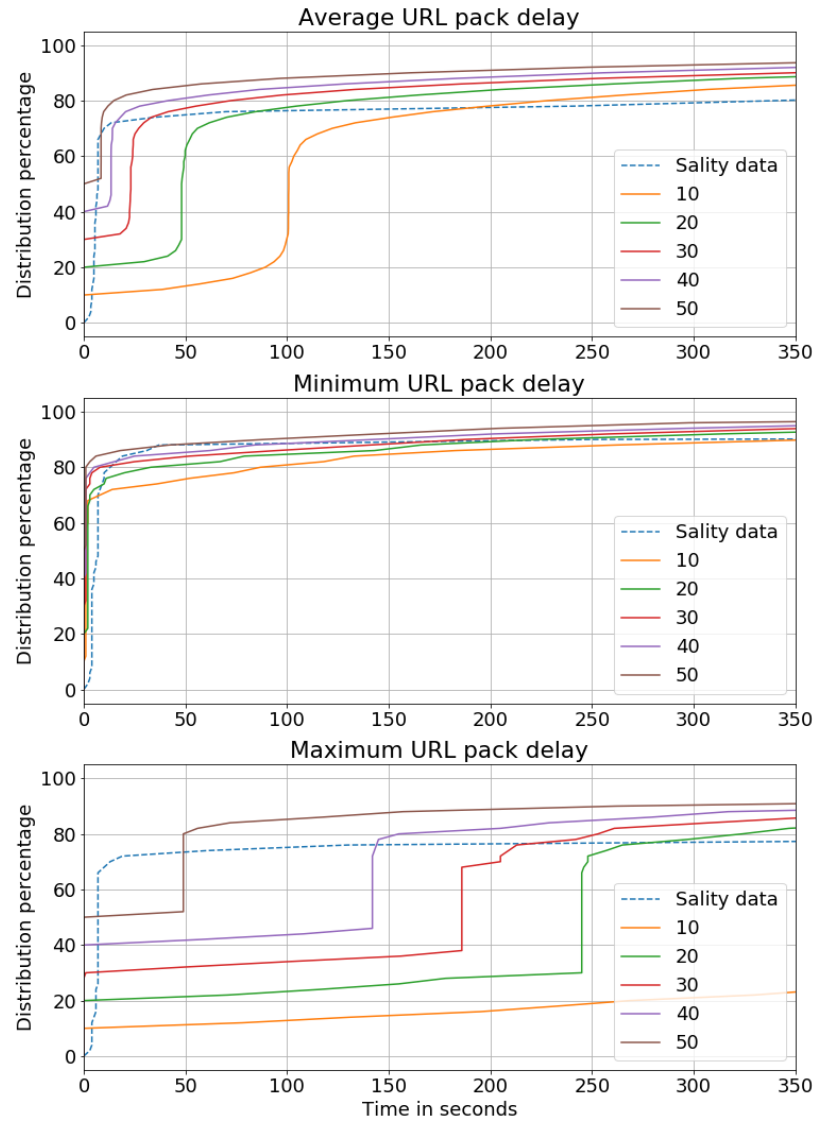 Average URL pack delay
100
80
60
40
20
0
Distribution percentage
Sality data
10
20
30
40
50
0 50 100 150 200 250 300 350
Minimum URL pack delay
100
80
60
40
20
0
Distribution percentage
Sality data
10
20
30
40
50
0 50 100 150 200 250 300 350
Maximum URL pack delay
100
80
60
40
20
0
Distribution percentage
Sality data
10
20
30
40
50
0 50 100 150 200 250 300 350
Time in seconds